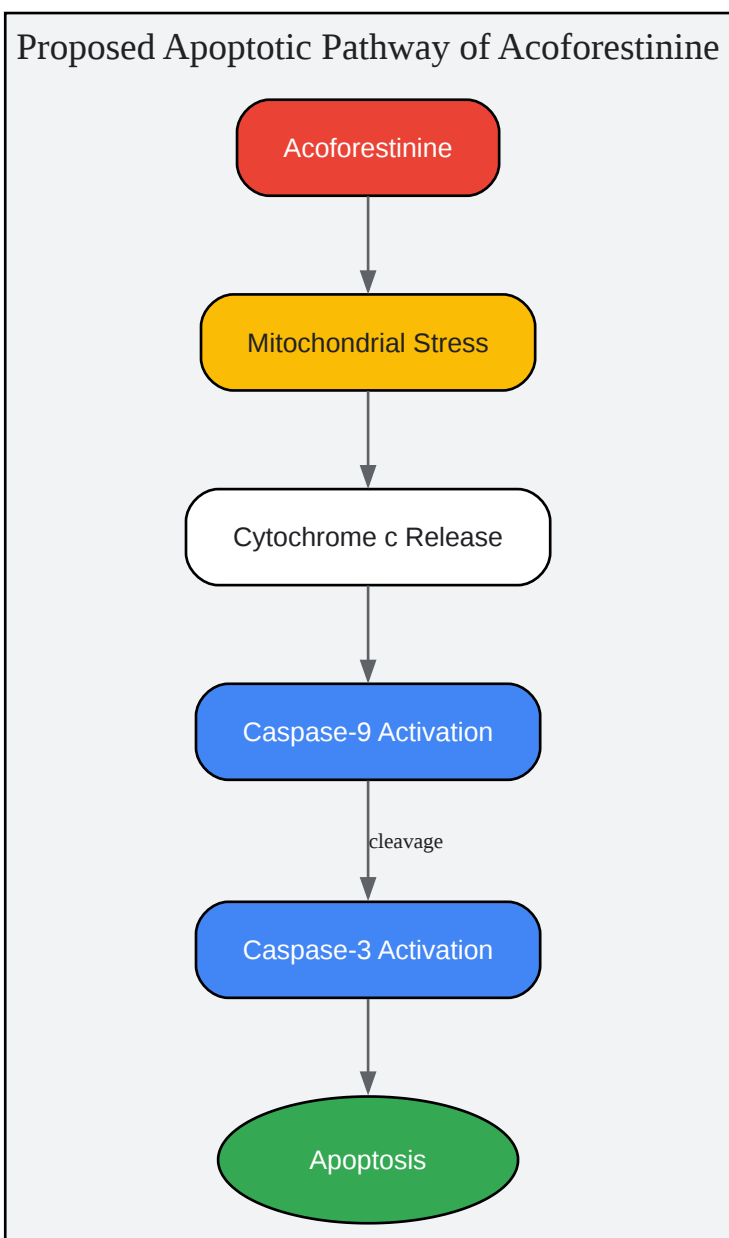 Proposed Apoptotic Pathway of Acoforestinine
Acoforestinine
Mitochondrial Stress
Cytochrome c Release
Caspase-9 Activation
cleavage
Caspase-3 Activation
Apoptosis